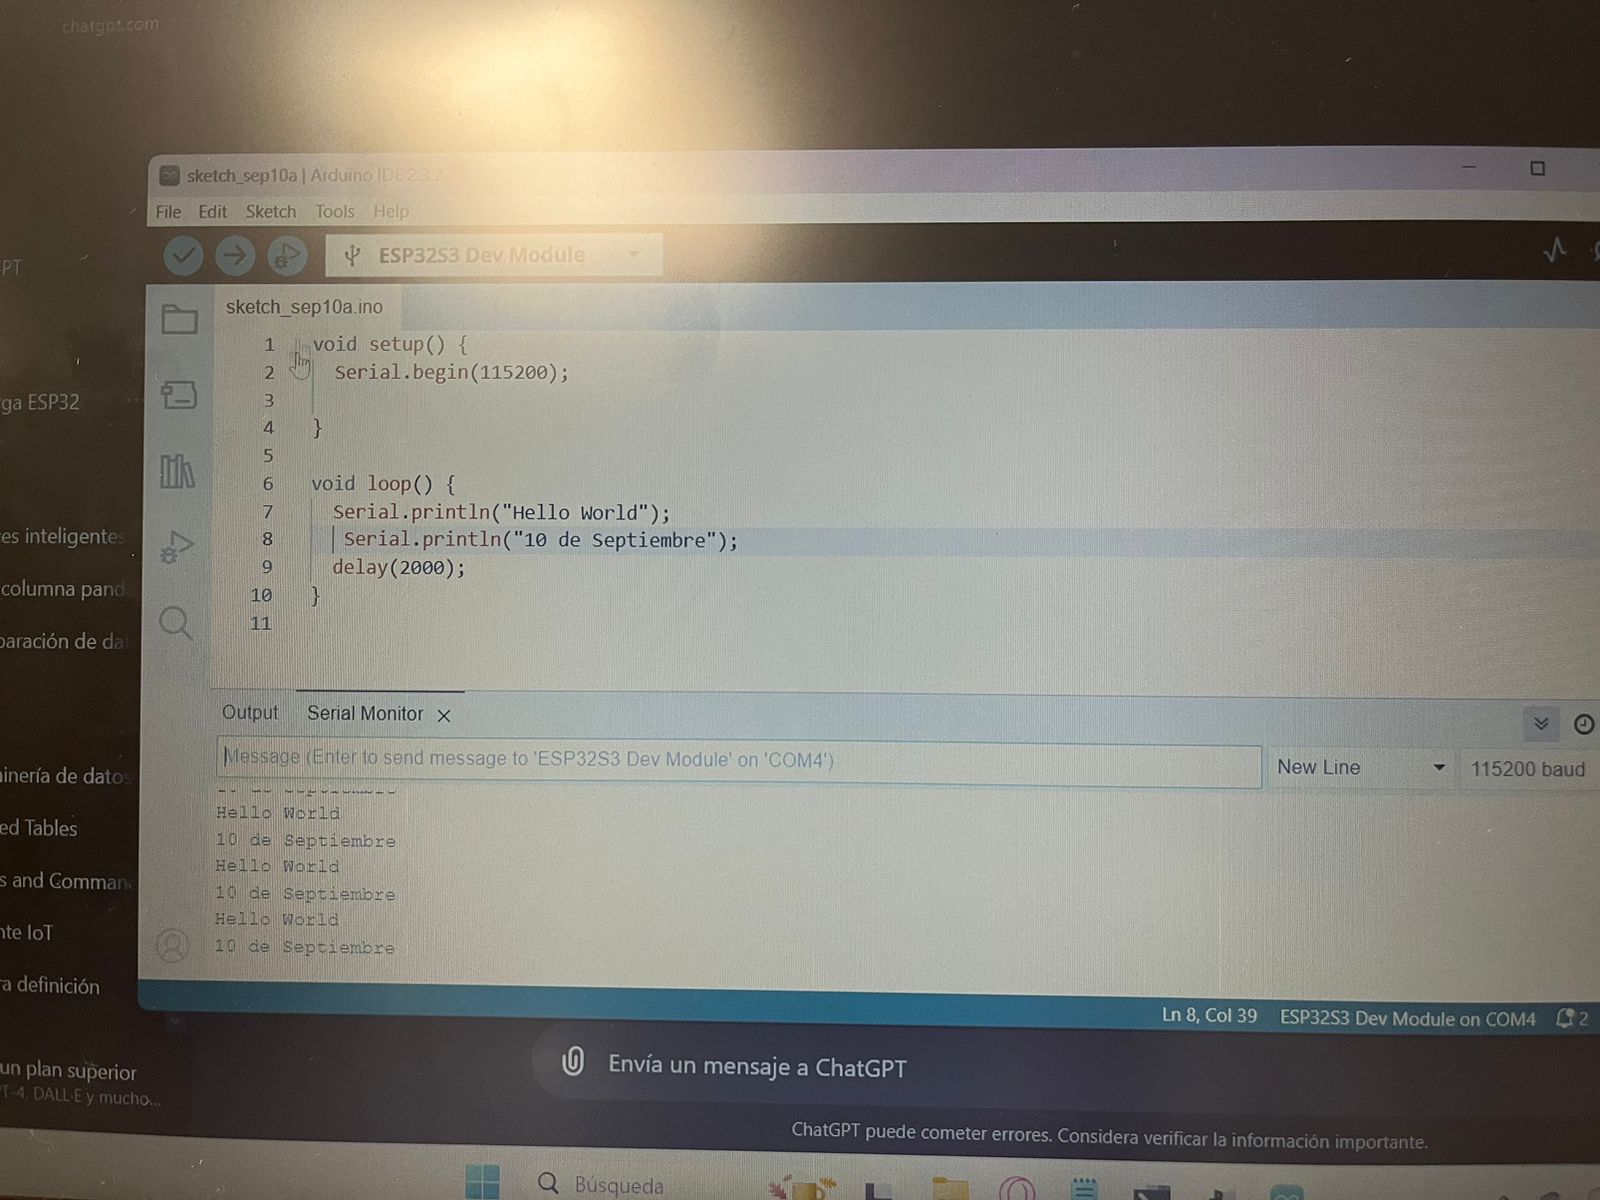 chatgpt.com
sketch_sep10a | Arduino IDE 2.3.2
File Edit Sketch Tools Help
ESP32S3 Dev Module
PT
sketch_sep10a.ino
1 void setup() {
2 Serial.begin(115200);
3
4 }
5
6 void loop() {
7 Serial.println("Hello World");
8 Serial.println("10 de Septiembre");
9 delay(2000);
10 }
11
ga ESP32
es inteligentes
columna pand
paración de da
Output Serial Monitor
Message (Enter to send message to 'ESP32S3 Dev Module' on 'COM4')
New Line 115200 baud
Hello World
10 de Septiembre
Hello World
10 de Septiembre
Hello World
10 de Septiembre
inería de datos
ed Tables
s and Comman
nte IoT
a definición
Ln 8, Col 39 ESP32S3 Dev Module on COM4 2
un plan superior
T-4, DALL·E y mucho...
Envía un mensaje a ChatGPT
ChatGPT puede cometer errores. Considera verificar la información importante.
Búsqueda